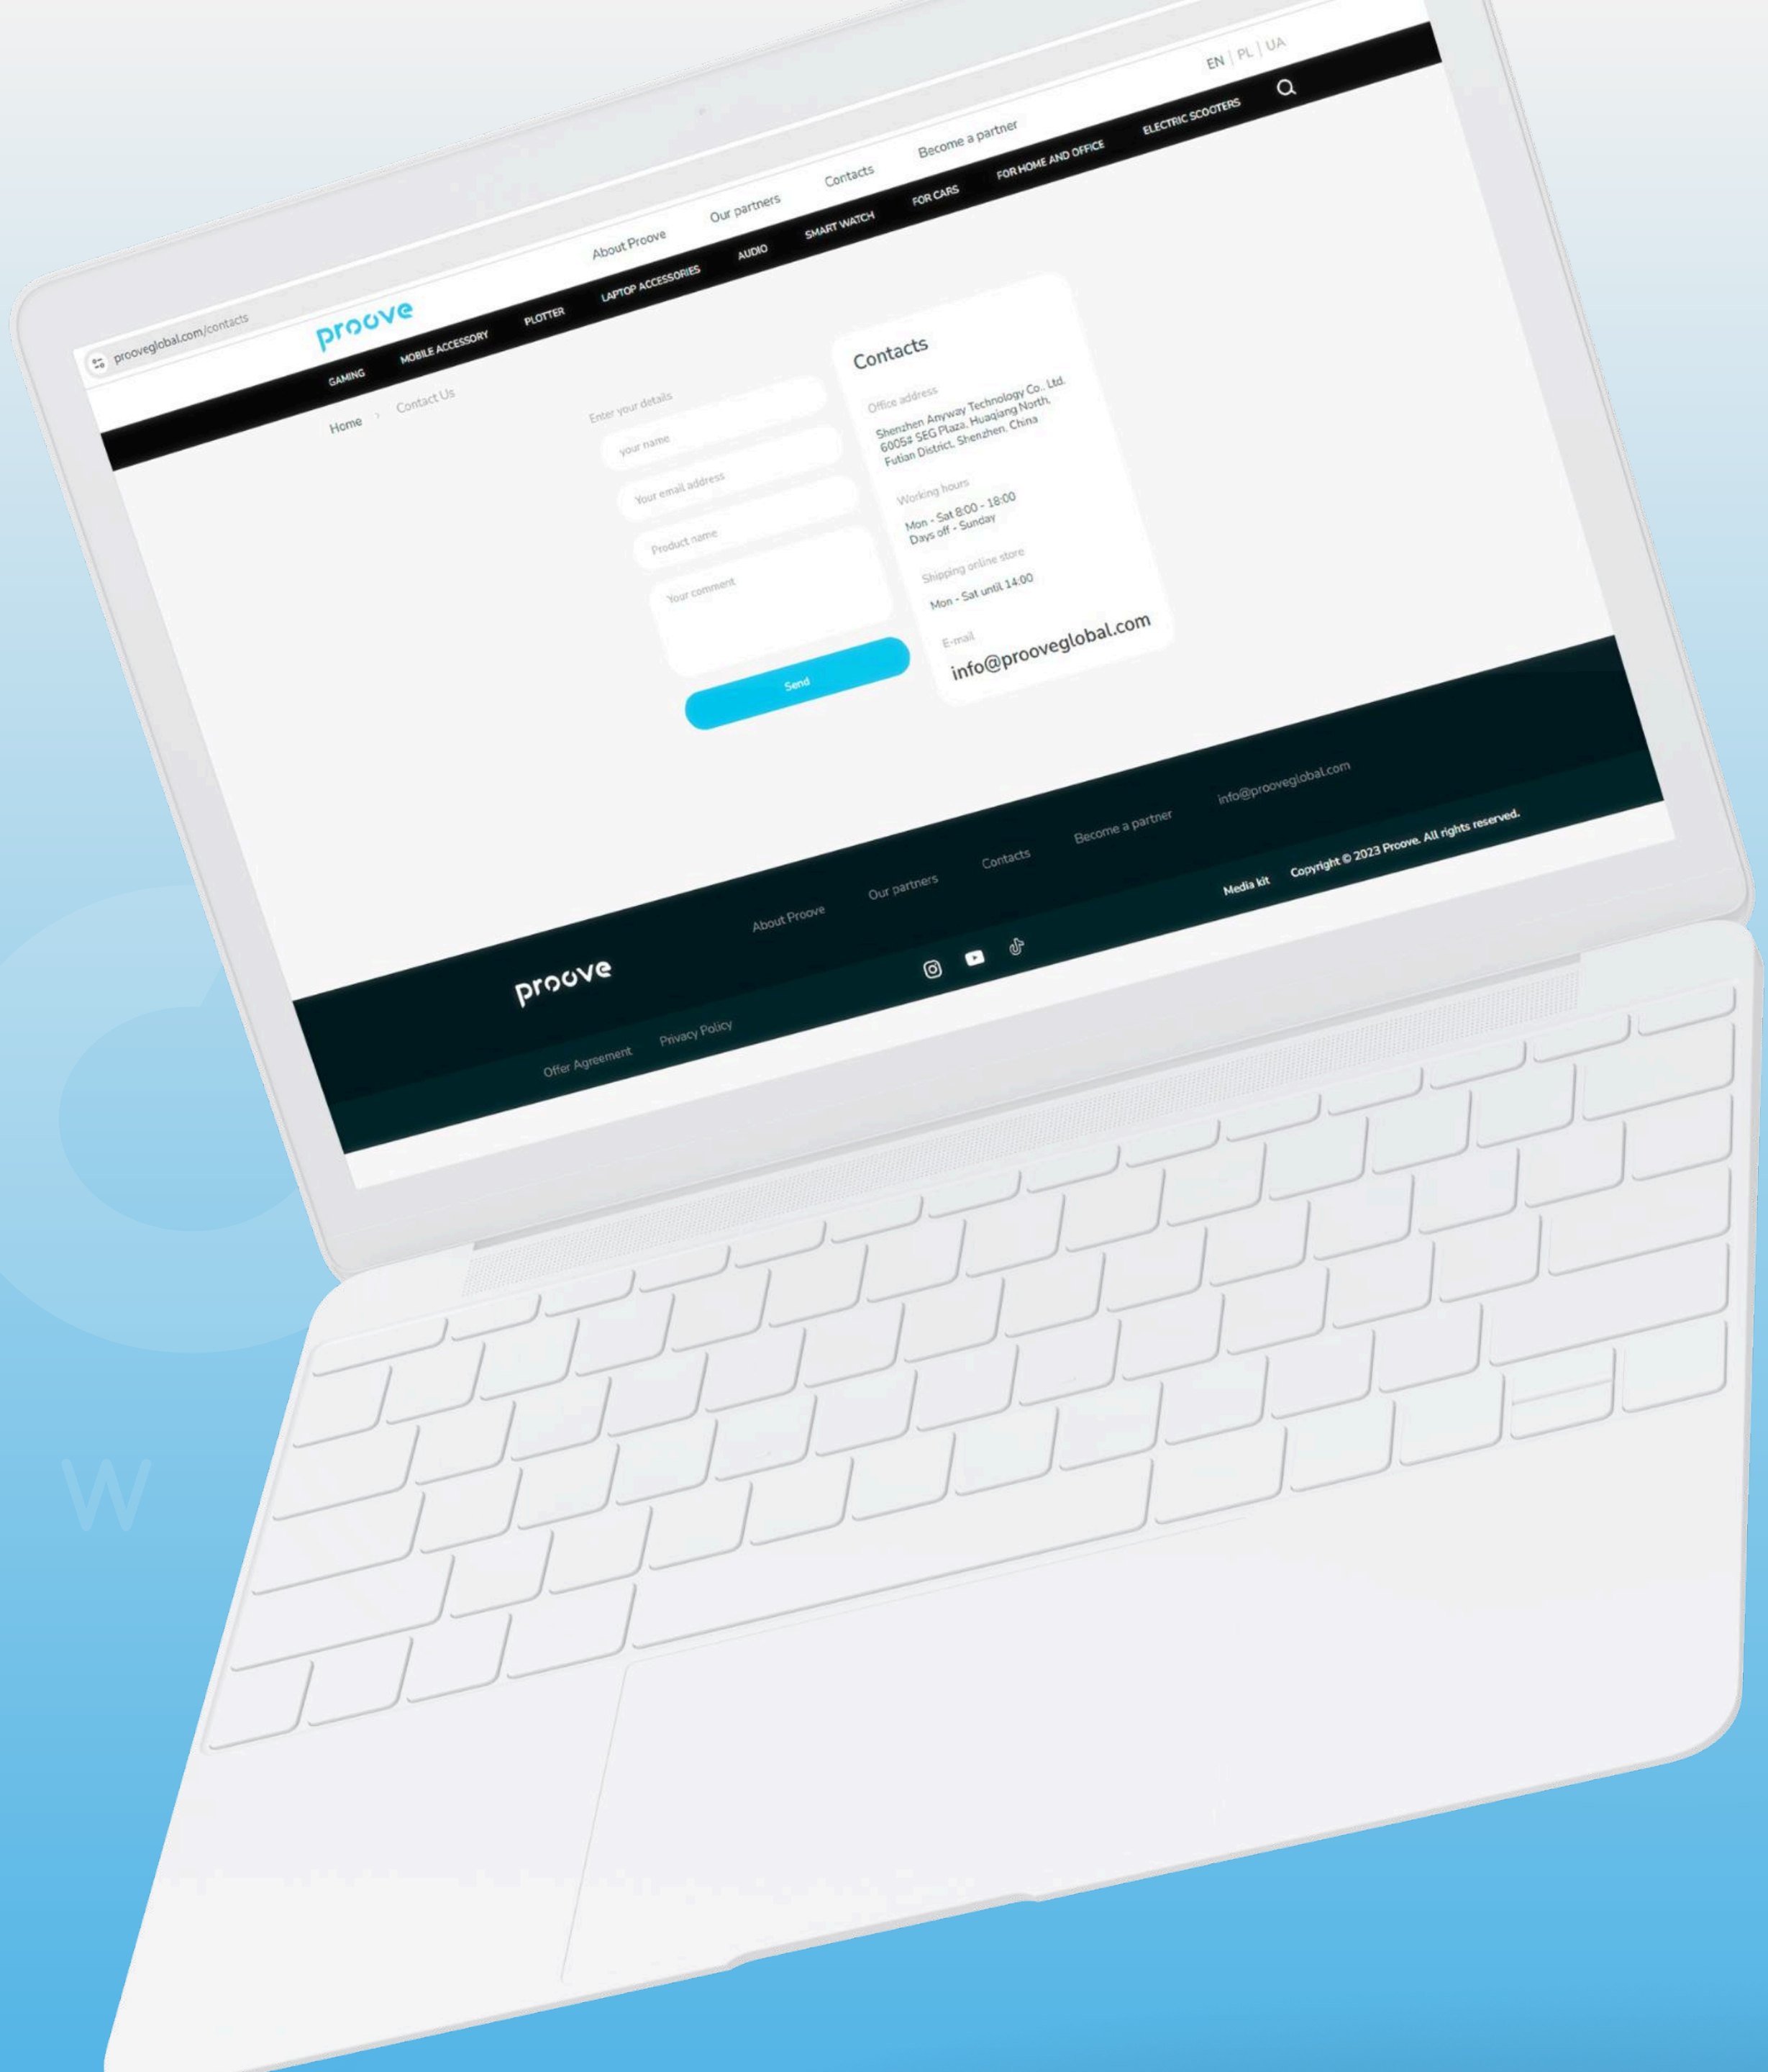 prooveglobal.com/contacts
EN | PL | UA
proove
About Proove
Our partners
Contacts
Become a partner
GAMING
MOBILE ACCESSORY
PLOTTER
LAPTOP ACCESSORIES
AUDIO
SMART WATCH
FOR CARS
FOR HOME AND OFFICE
ELECTRIC SCOOTERS
Home › Contact Us
Enter your details
your name
Your email address
Product name
Your comment
Send
Contacts
Office address
Shenzhen Anyway Technology Co., Ltd.
6005# SEG Plaza, Huaqiang North,
Futian District, Shenzhen, China
Working hours
Mon - Sat 8:00 - 18:00
Days off - Sunday
Shipping online store
Mon - Sat until 14:00
E-mail
info@prooveglobal.com
proove
About Proove
Our partners
Contacts
Become a partner
info@prooveglobal.com
Offer Agreement
Privacy Policy
Media kit
Copyright © 2023 Proove. All rights reserved.
W